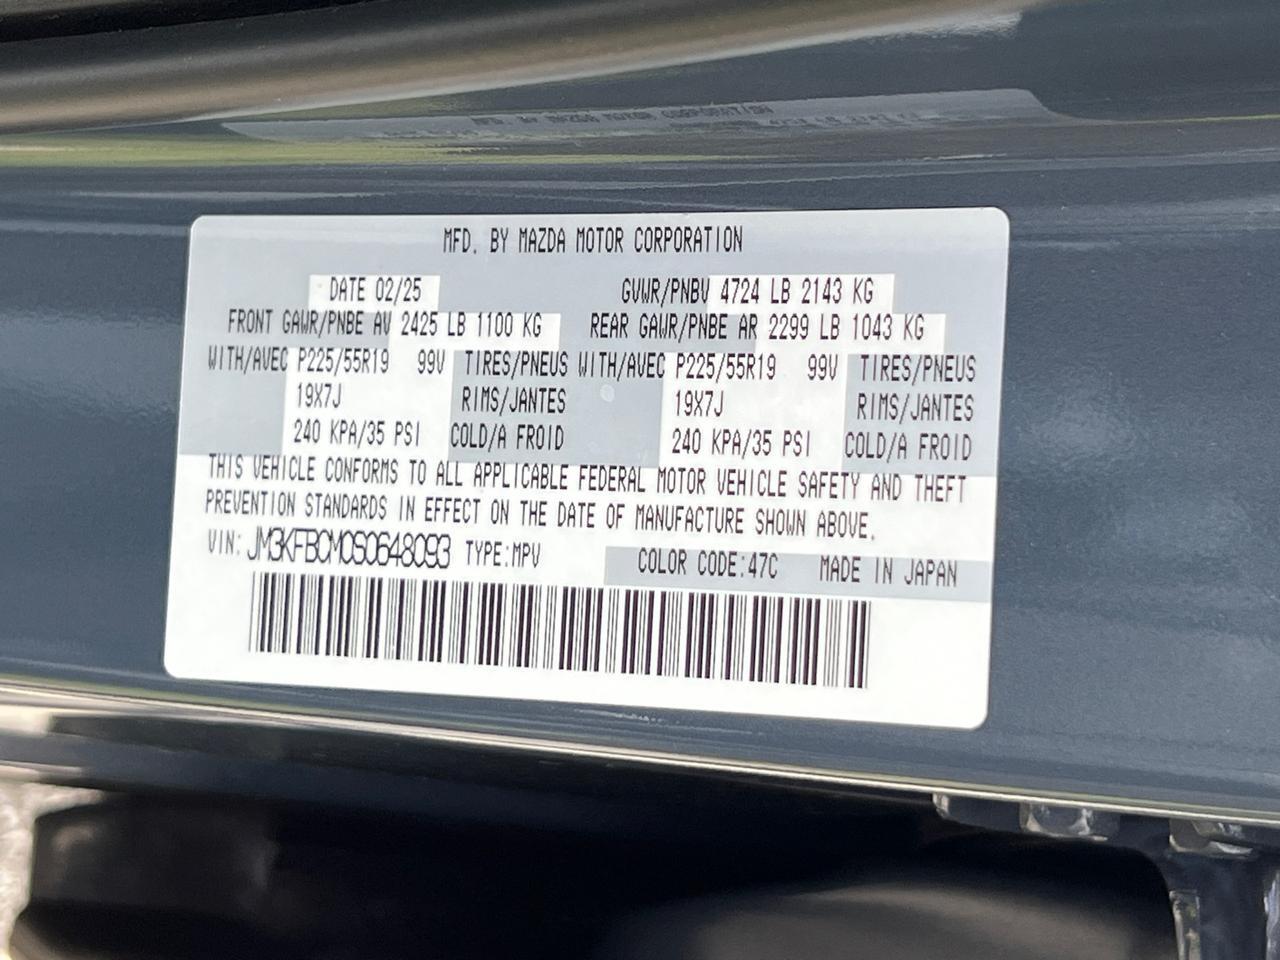 MFD. BY MAZDA MOTOR CORPORATION
DATE 02/25 GVWR/PNBV 4724 LB 2143 KG
FRONT GAWR/PNBE AV 2425 LB 1100 KG REAR GAWR/PNBE AR 2299 LB 1043 KG
WITH/AVEC P225/55R19 99V TIRES/PNEUS WITH/AVEC P225/55R19 99V TIRES/PNEUS
19X7J RIMS/JANTES 19X7J RIMS/JANTES
240 KPA/35 PSI COLD/A FROID 240 KPA/35 PSI COLD/A FROID
THIS VEHICLE CONFORMS TO ALL APPLICABLE FEDERAL MOTOR VEHICLE SAFETY AND THEFT
PREVENTION STANDARDS IN EFFECT ON THE DATE OF MANUFACTURE SHOWN ABOVE.
VIN: JM3KFBCM0S0648093 TYPE:MPV COLOR CODE:47C MADE IN JAPAN